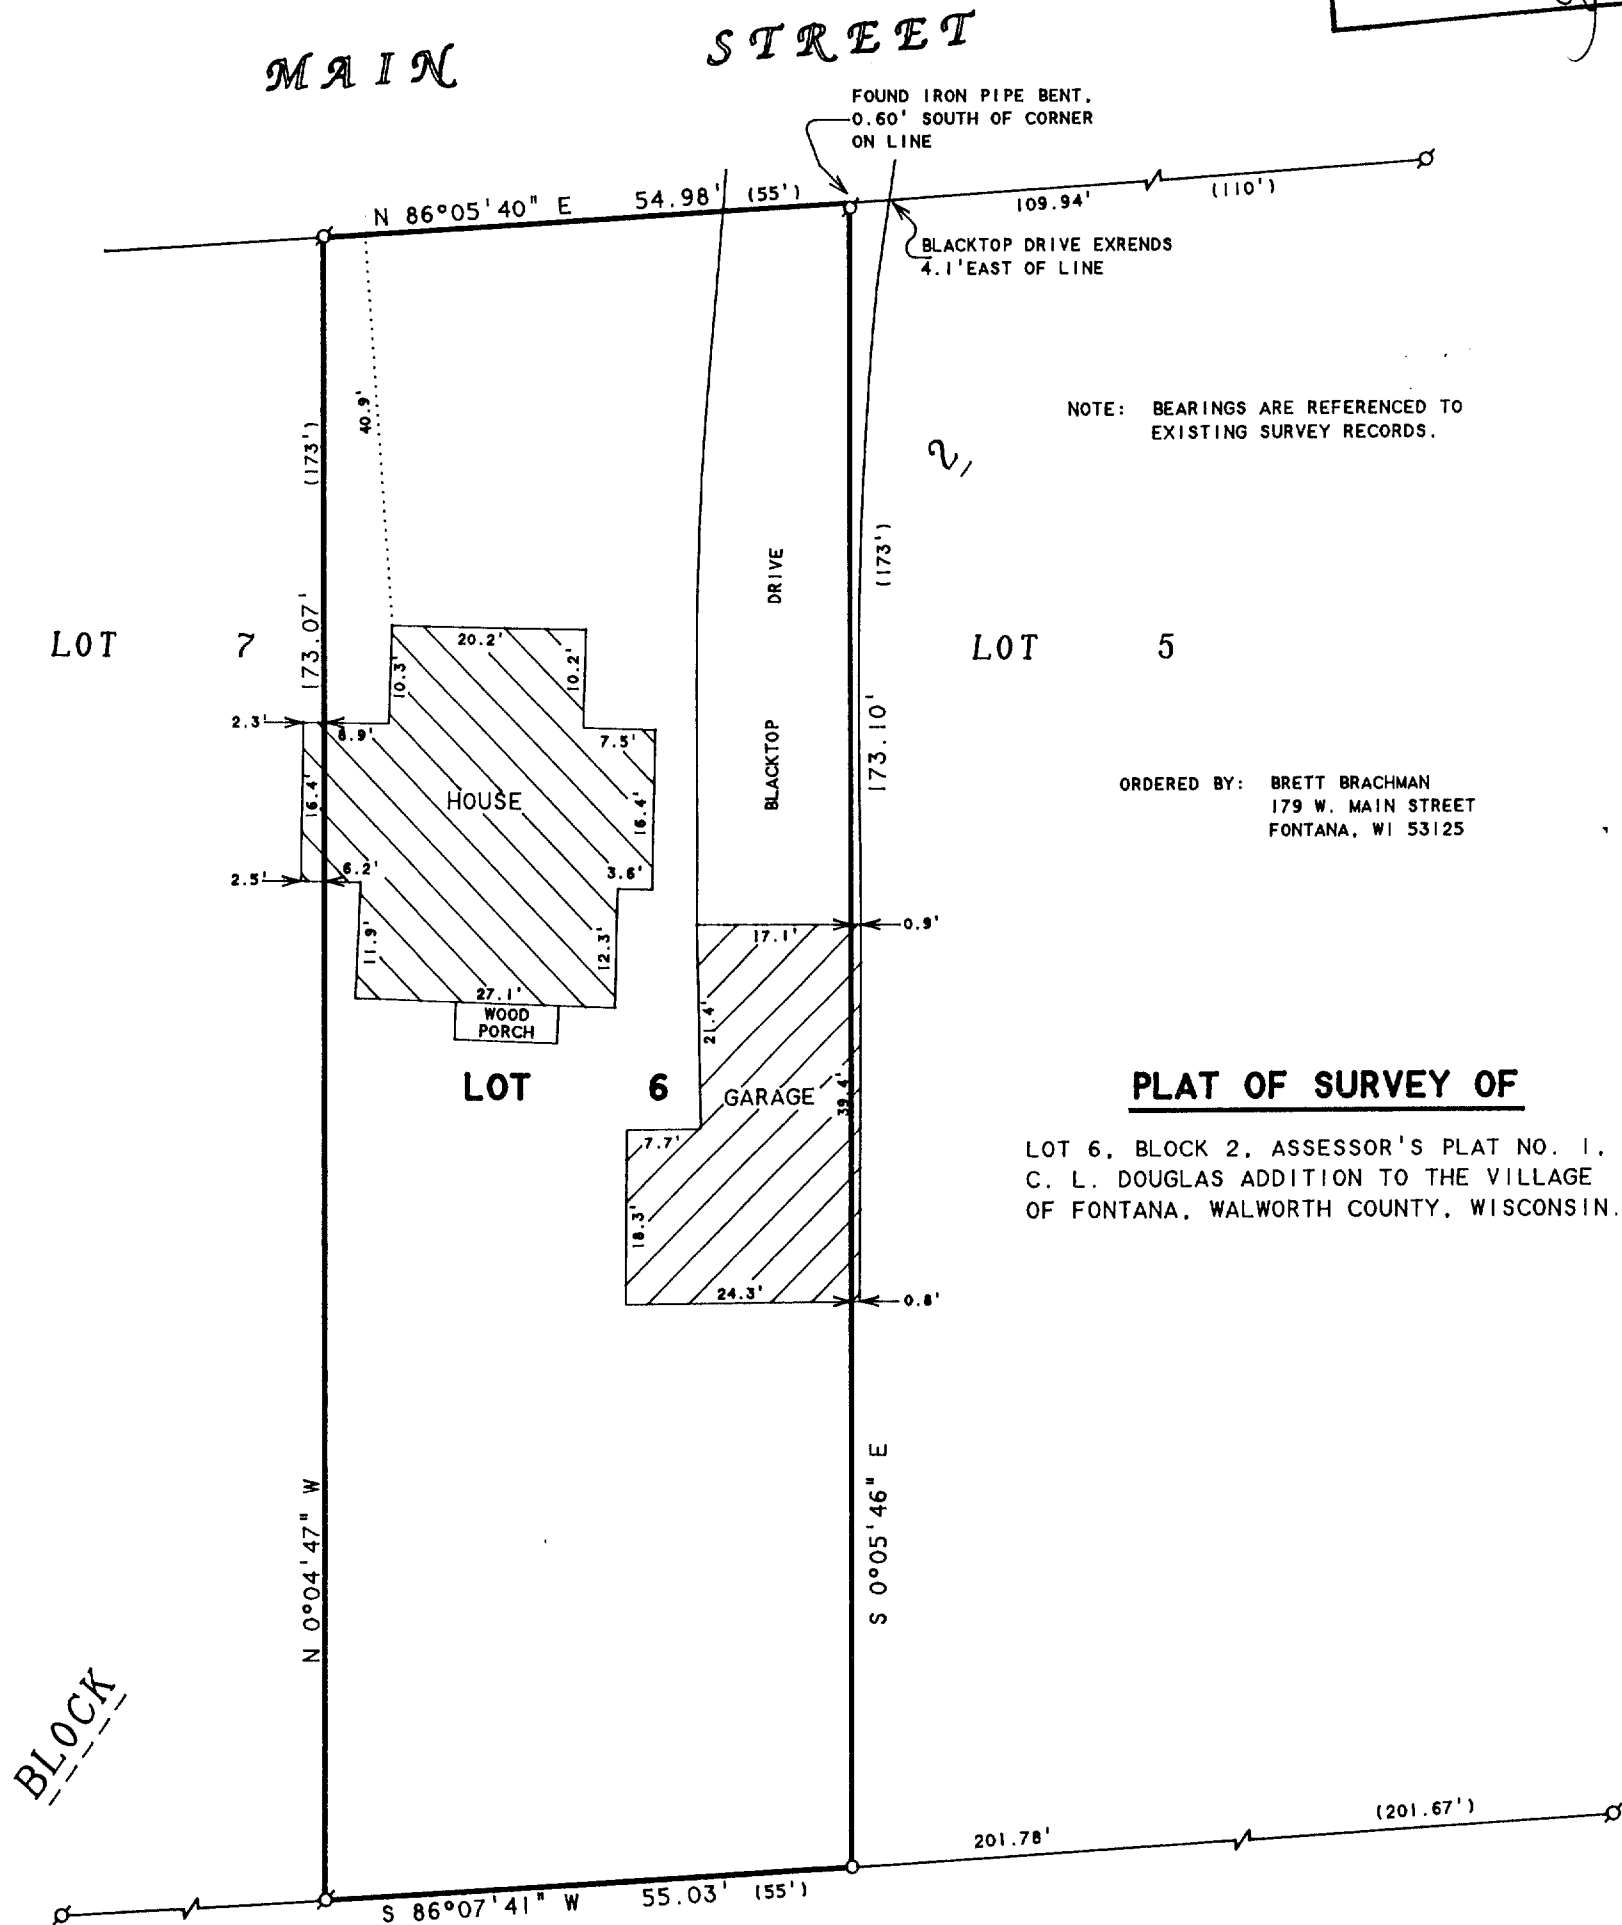 MAIN STREET
FOUND IRON PIPE BENT,
0.60' SOUTH OF CORNER
ON LINE
N 86°05'40" E 54.98' (55')
109.94' (110')
BLACKTOP DRIVE EXRENDS
4.1'EAST OF LINE
40.9'
(173')
NOTE: BEARINGS ARE REFERENCED TO
EXISTING SURVEY RECORDS.
2,
DRIVE
(173')
LOT 7
173.07'
20.2'
10.3'
10.2'
LOT 5
2.3'
7.5'
BLACKTOP
173.10'
16.4'
HOUSE
16.4'
ORDERED BY: BRETT BRACHMAN
179 W. MAIN STREET
FONTANA, WI 53125
2.5'
6.2'
3.6'
11.9'
12.3'
17.1'
0.9'
27.1'
WOOD
PORCH
21.4'
LOT 6
GARAGE
39.4'
PLAT OF SURVEY OF
LOT 6, BLOCK 2, ASSESSOR'S PLAT NO. 1,
C. L. DOUGLAS ADDITION TO THE VILLAGE
OF FONTANA, WALWORTH COUNTY, WISCONSIN.
7.7'
18.3'
24.3'
0.8'
N 0°04'47" W
S 0°05'46" E
BLOCK
201.78' (201.67')
S 86°07'41" W 55.03' (55')